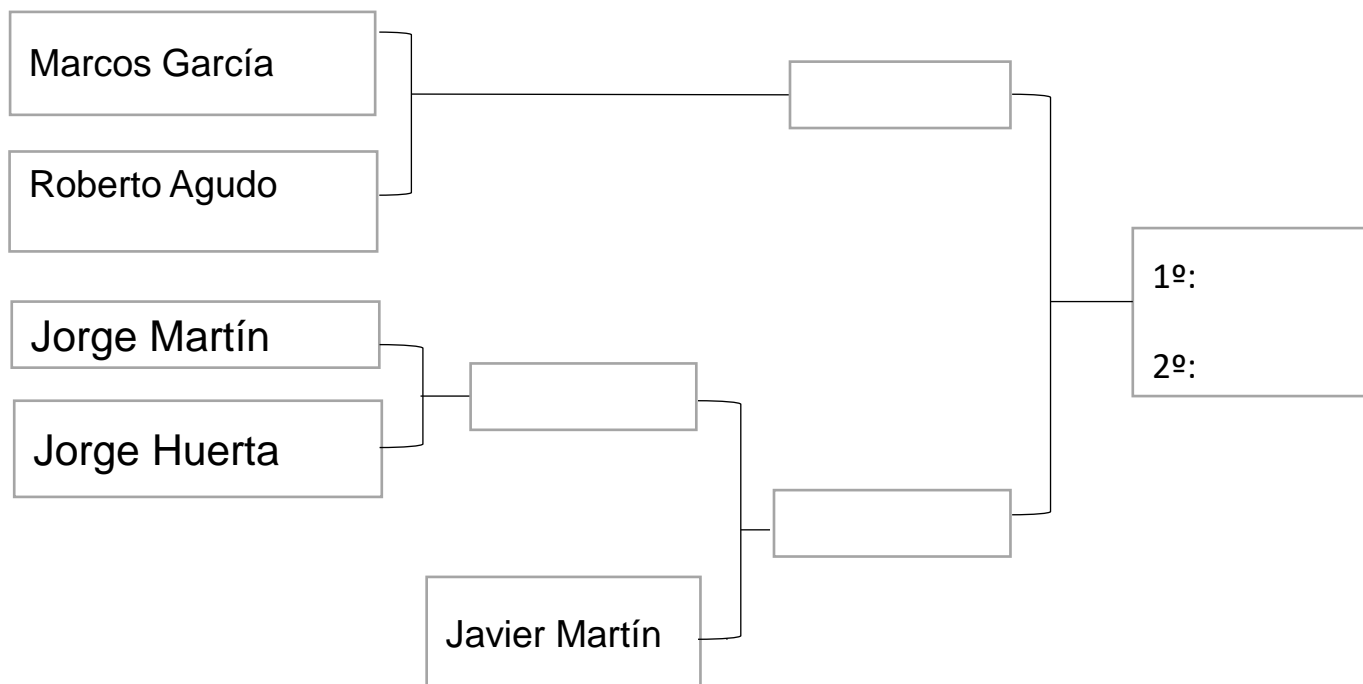 Marcos García
Roberto Agudo
Jorge Martín
Jorge Huerta
Javier Martín
1º:
2º: